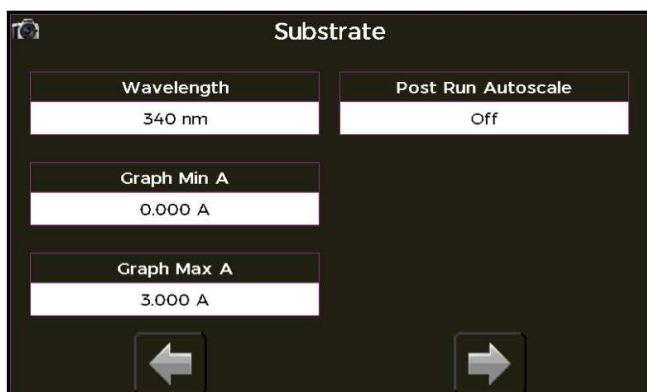 Substrate
Wavelength
340 nm
Post Run Autoscale
Off
Graph Min A
0.000 A
Graph Max A
3.000 A